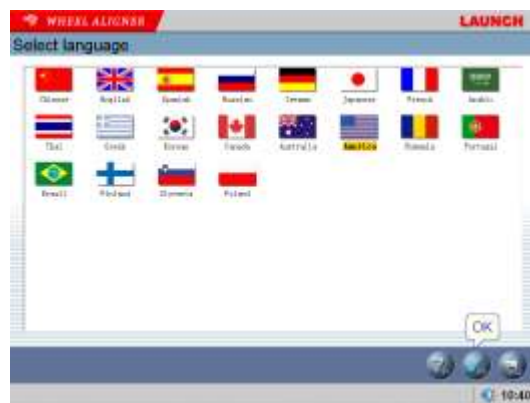 WHEEL ALIGNER
LAUNCH
Select language
Chinese English Spanish Russian German Japanese French Arabic
Thai Greek Korean Canada Australia America Romania Portugal
Brazil Finland Slovenia Poland
OK
10:40